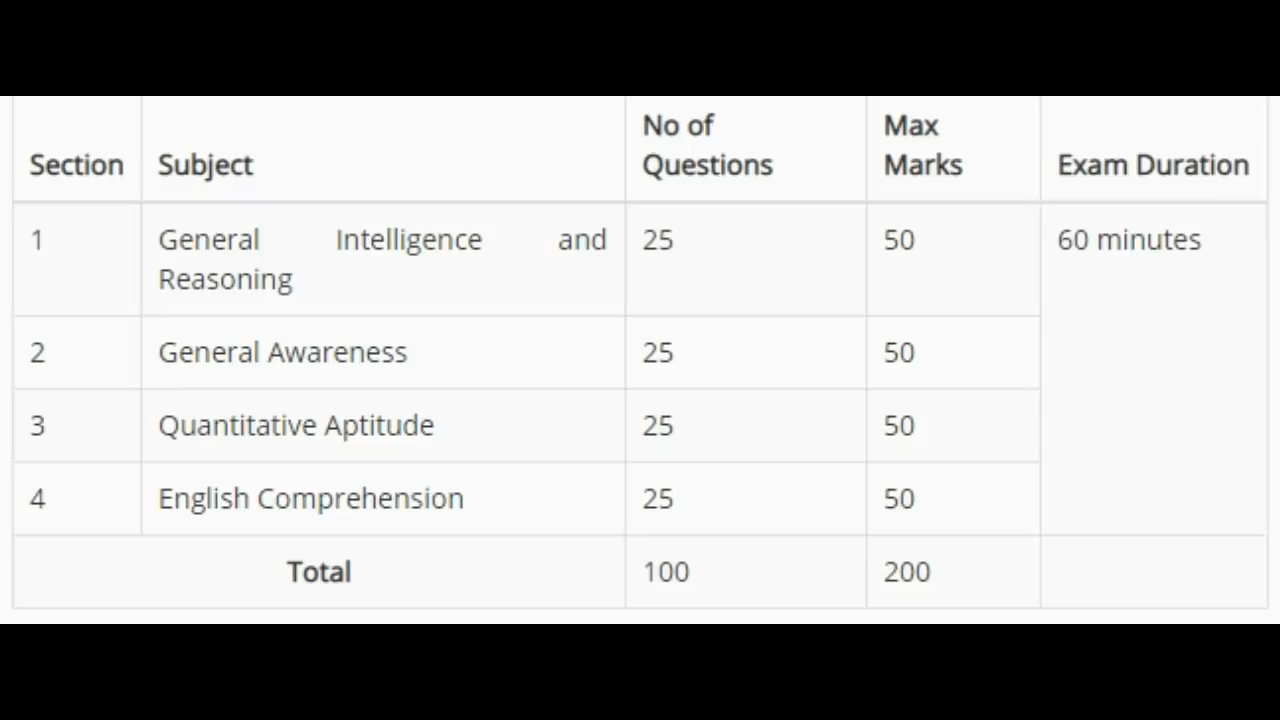 Section Subject No of Questions Max Marks Exam Duration
1 General Intelligence and Reasoning 25 50 60 minutes
2 General Awareness 25 50
3 Quantitative Aptitude 25 50
4 English Comprehension 25 50
Total 100 200